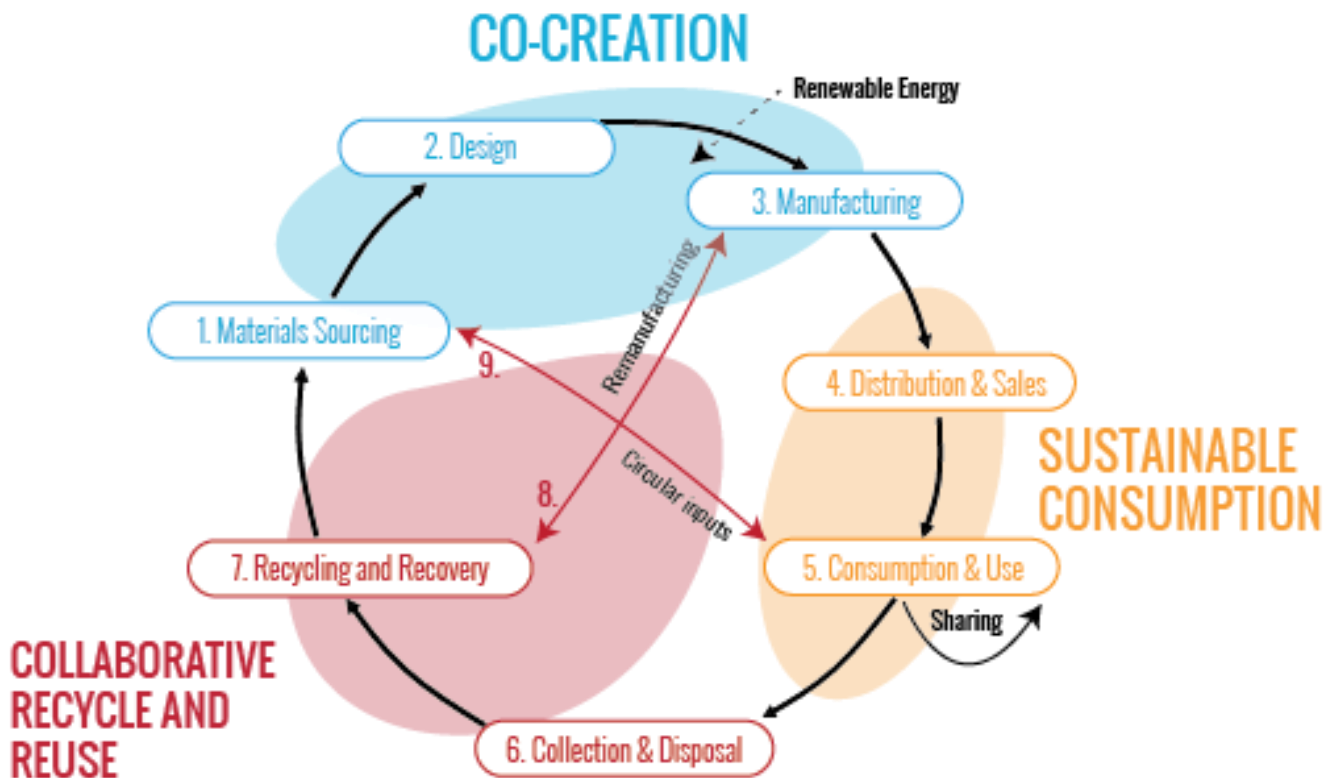 CO-CREATION
Renewable Energy
2. Design
3. Manufacturing
Remanufacturing
1. Materials Sourcing
9.
4. Distribution & Sales
SUSTAINABLE
CONSUMPTION
Circular inputs
8.
7. Recycling and Recovery
5. Consumption & Use
Sharing
COLLABORATIVE
RECYCLE AND
REUSE
6. Collection & Disposal